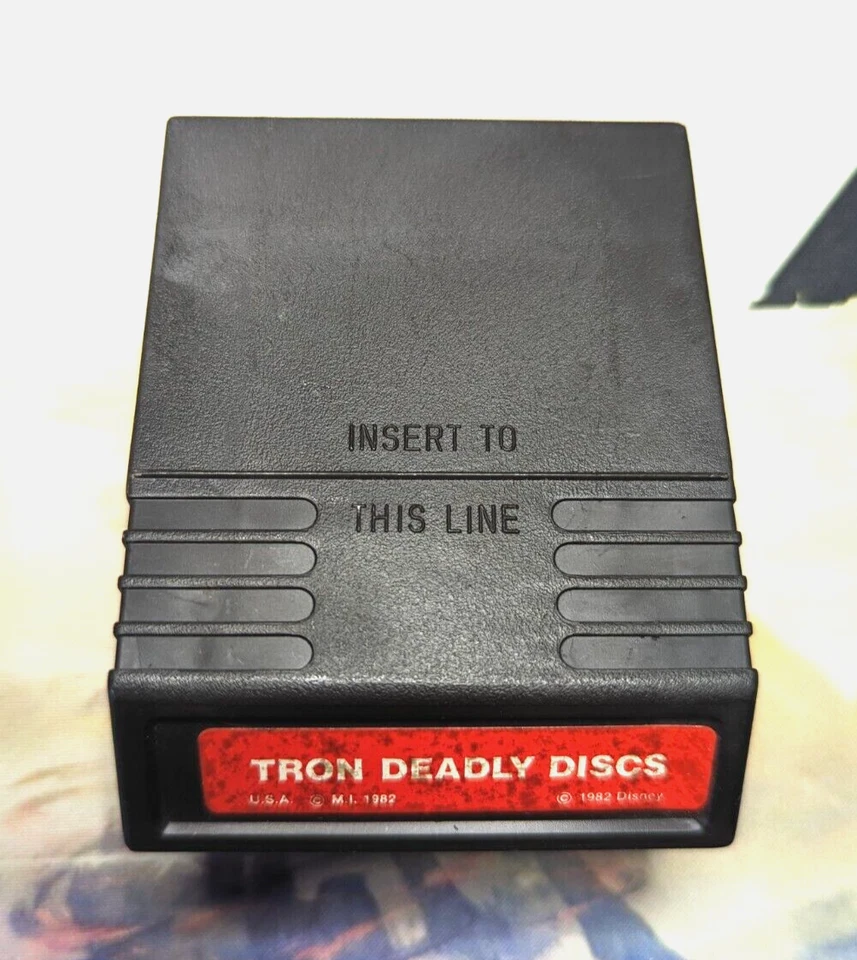 INSERT TO
THIS LINE
TRON DEADLY DISCS
U.S.A. © M.I. 1982 © 1982 Disney